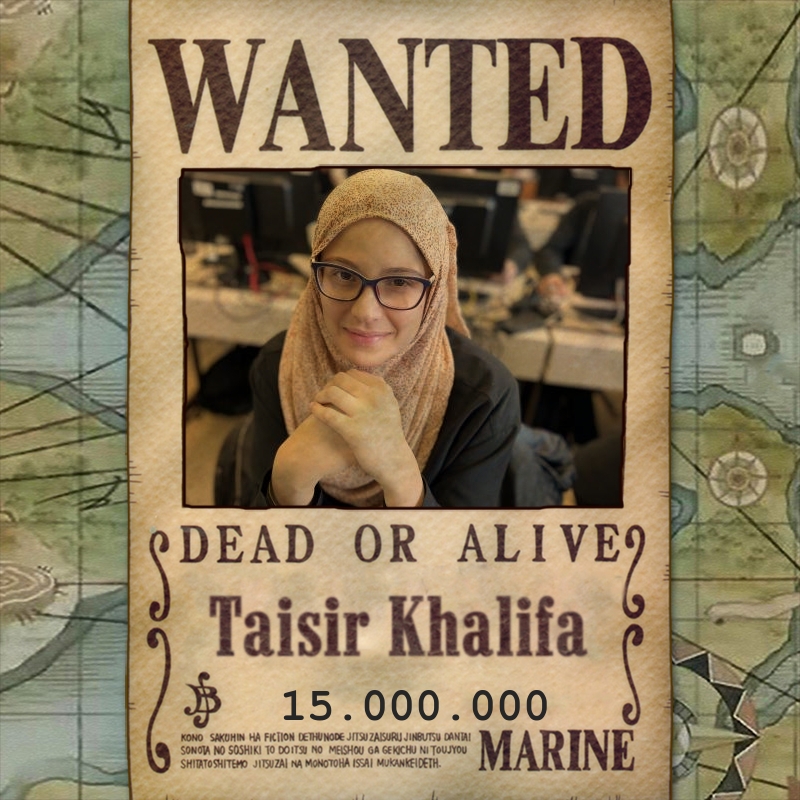 WANTED
DEAD OR ALIVE
Taisir Khalifa
15.000.000
KONO SAKUHIN HA FICTION DETHUNODE JITSUZAISURU JINBUTSU DANTAI
SONOTA NO SOSHIKI TO DOITSU NO MEISHOU GA GEKICHU NI TOUJYOU
SHITATOSHITEMO JITSUZAI NA MONOTOHA ISSAI MUKANKEIDETH.
MARINE